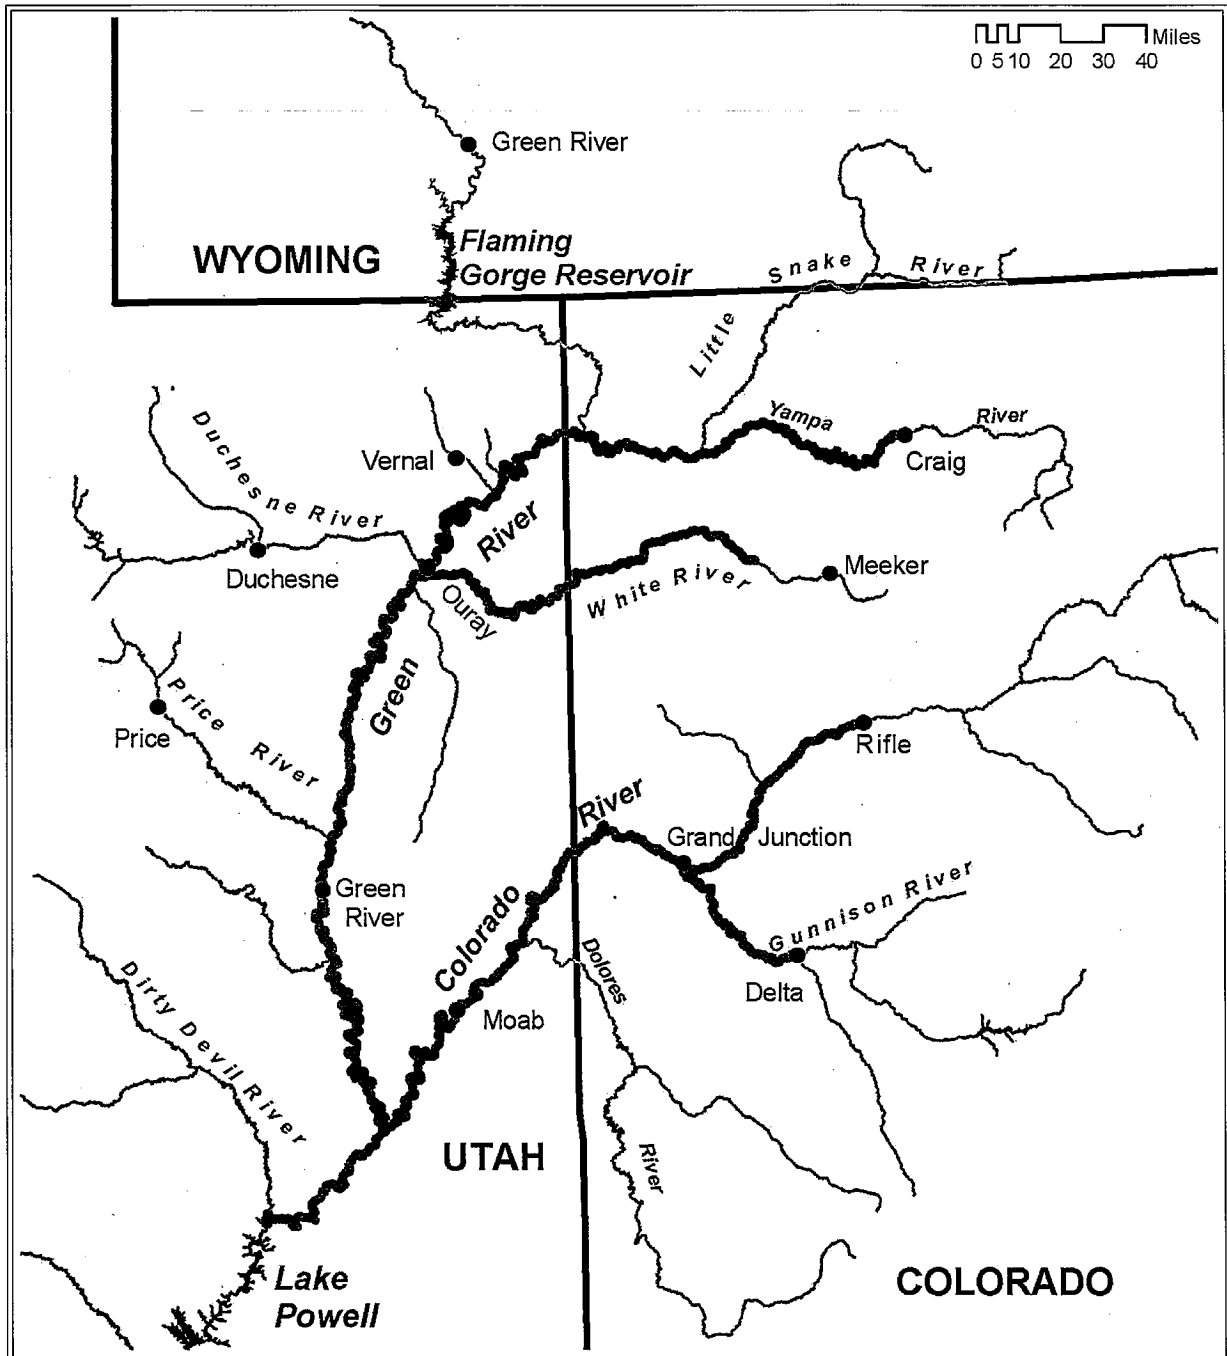 Miles
0 5 10 20 30 40
Green River
WYOMING
Flaming
Gorge Reservoir
Little Snake River
Duchesne River
Vernal
Yampa River
Craig
River
Duchesne
Ouray
White River
Meeker
Green
Price River
Price
Rifle
River
Grand Junction
Green
River
Colorado
Gunnison River
Dirty Devil River
Dolores
Delta
Moab
UTAH
River
COLORADO
Lake
Powell